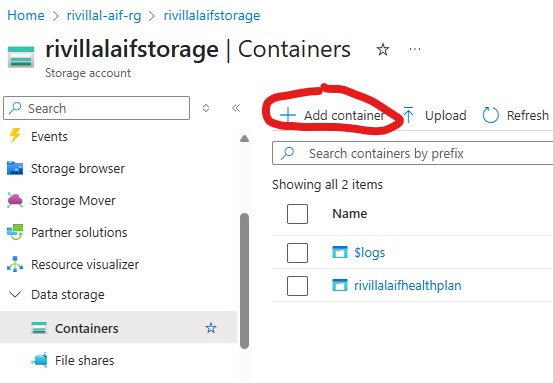 Home > rivillal-aif-rg > rivillalaifstorage >
rivillalaifstorage | Containers ☆ ...
Storage account
Search
Events
Storage browser
Storage Mover
Partner solutions
Resource visualizer
Data storage
Containers
File shares
+ Add container
Upload
Refresh
Search containers by prefix
Showing all 2 items
Name
$logs
rivillalaifhealthplan